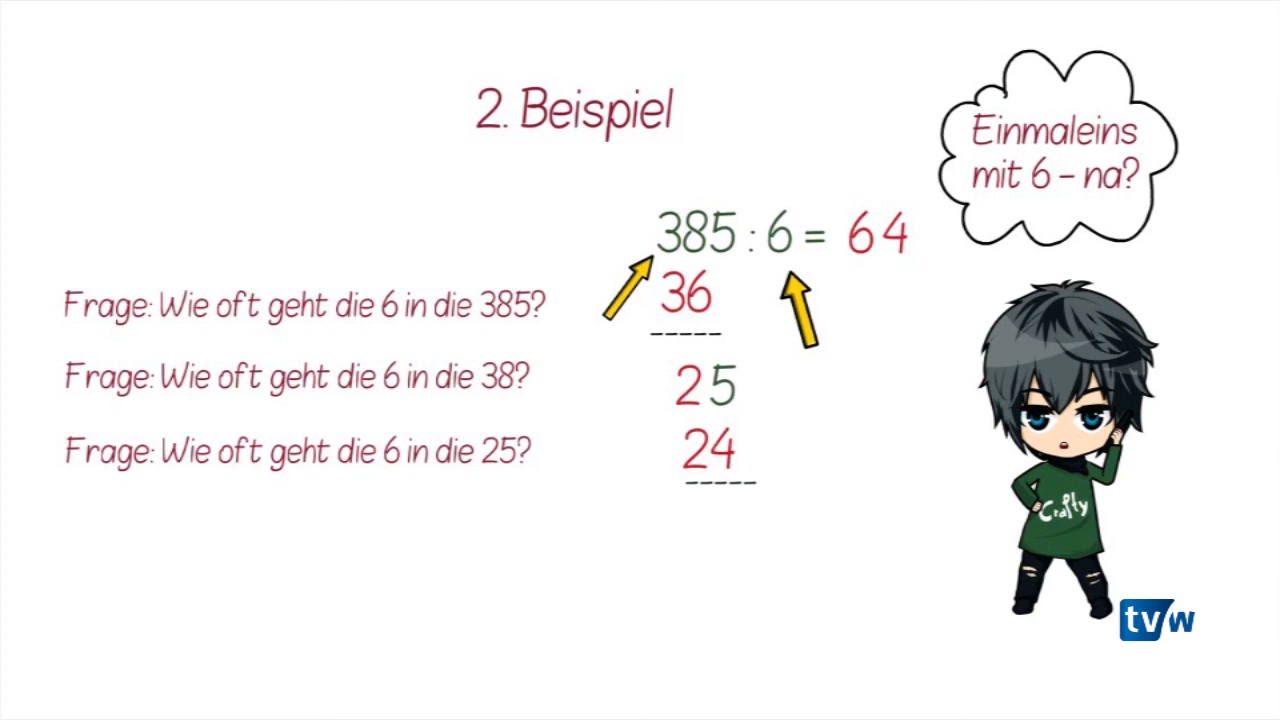 2. Beispiel
Einmaleins
mit 6 - na?
385 : 6 = 64
36
-----
Frage: Wie oft geht die 6 in die 385?
Frage: Wie oft geht die 6 in die 38?
25
Frage: Wie oft geht die 6 in die 25?
24
-----
Crafty
tvw